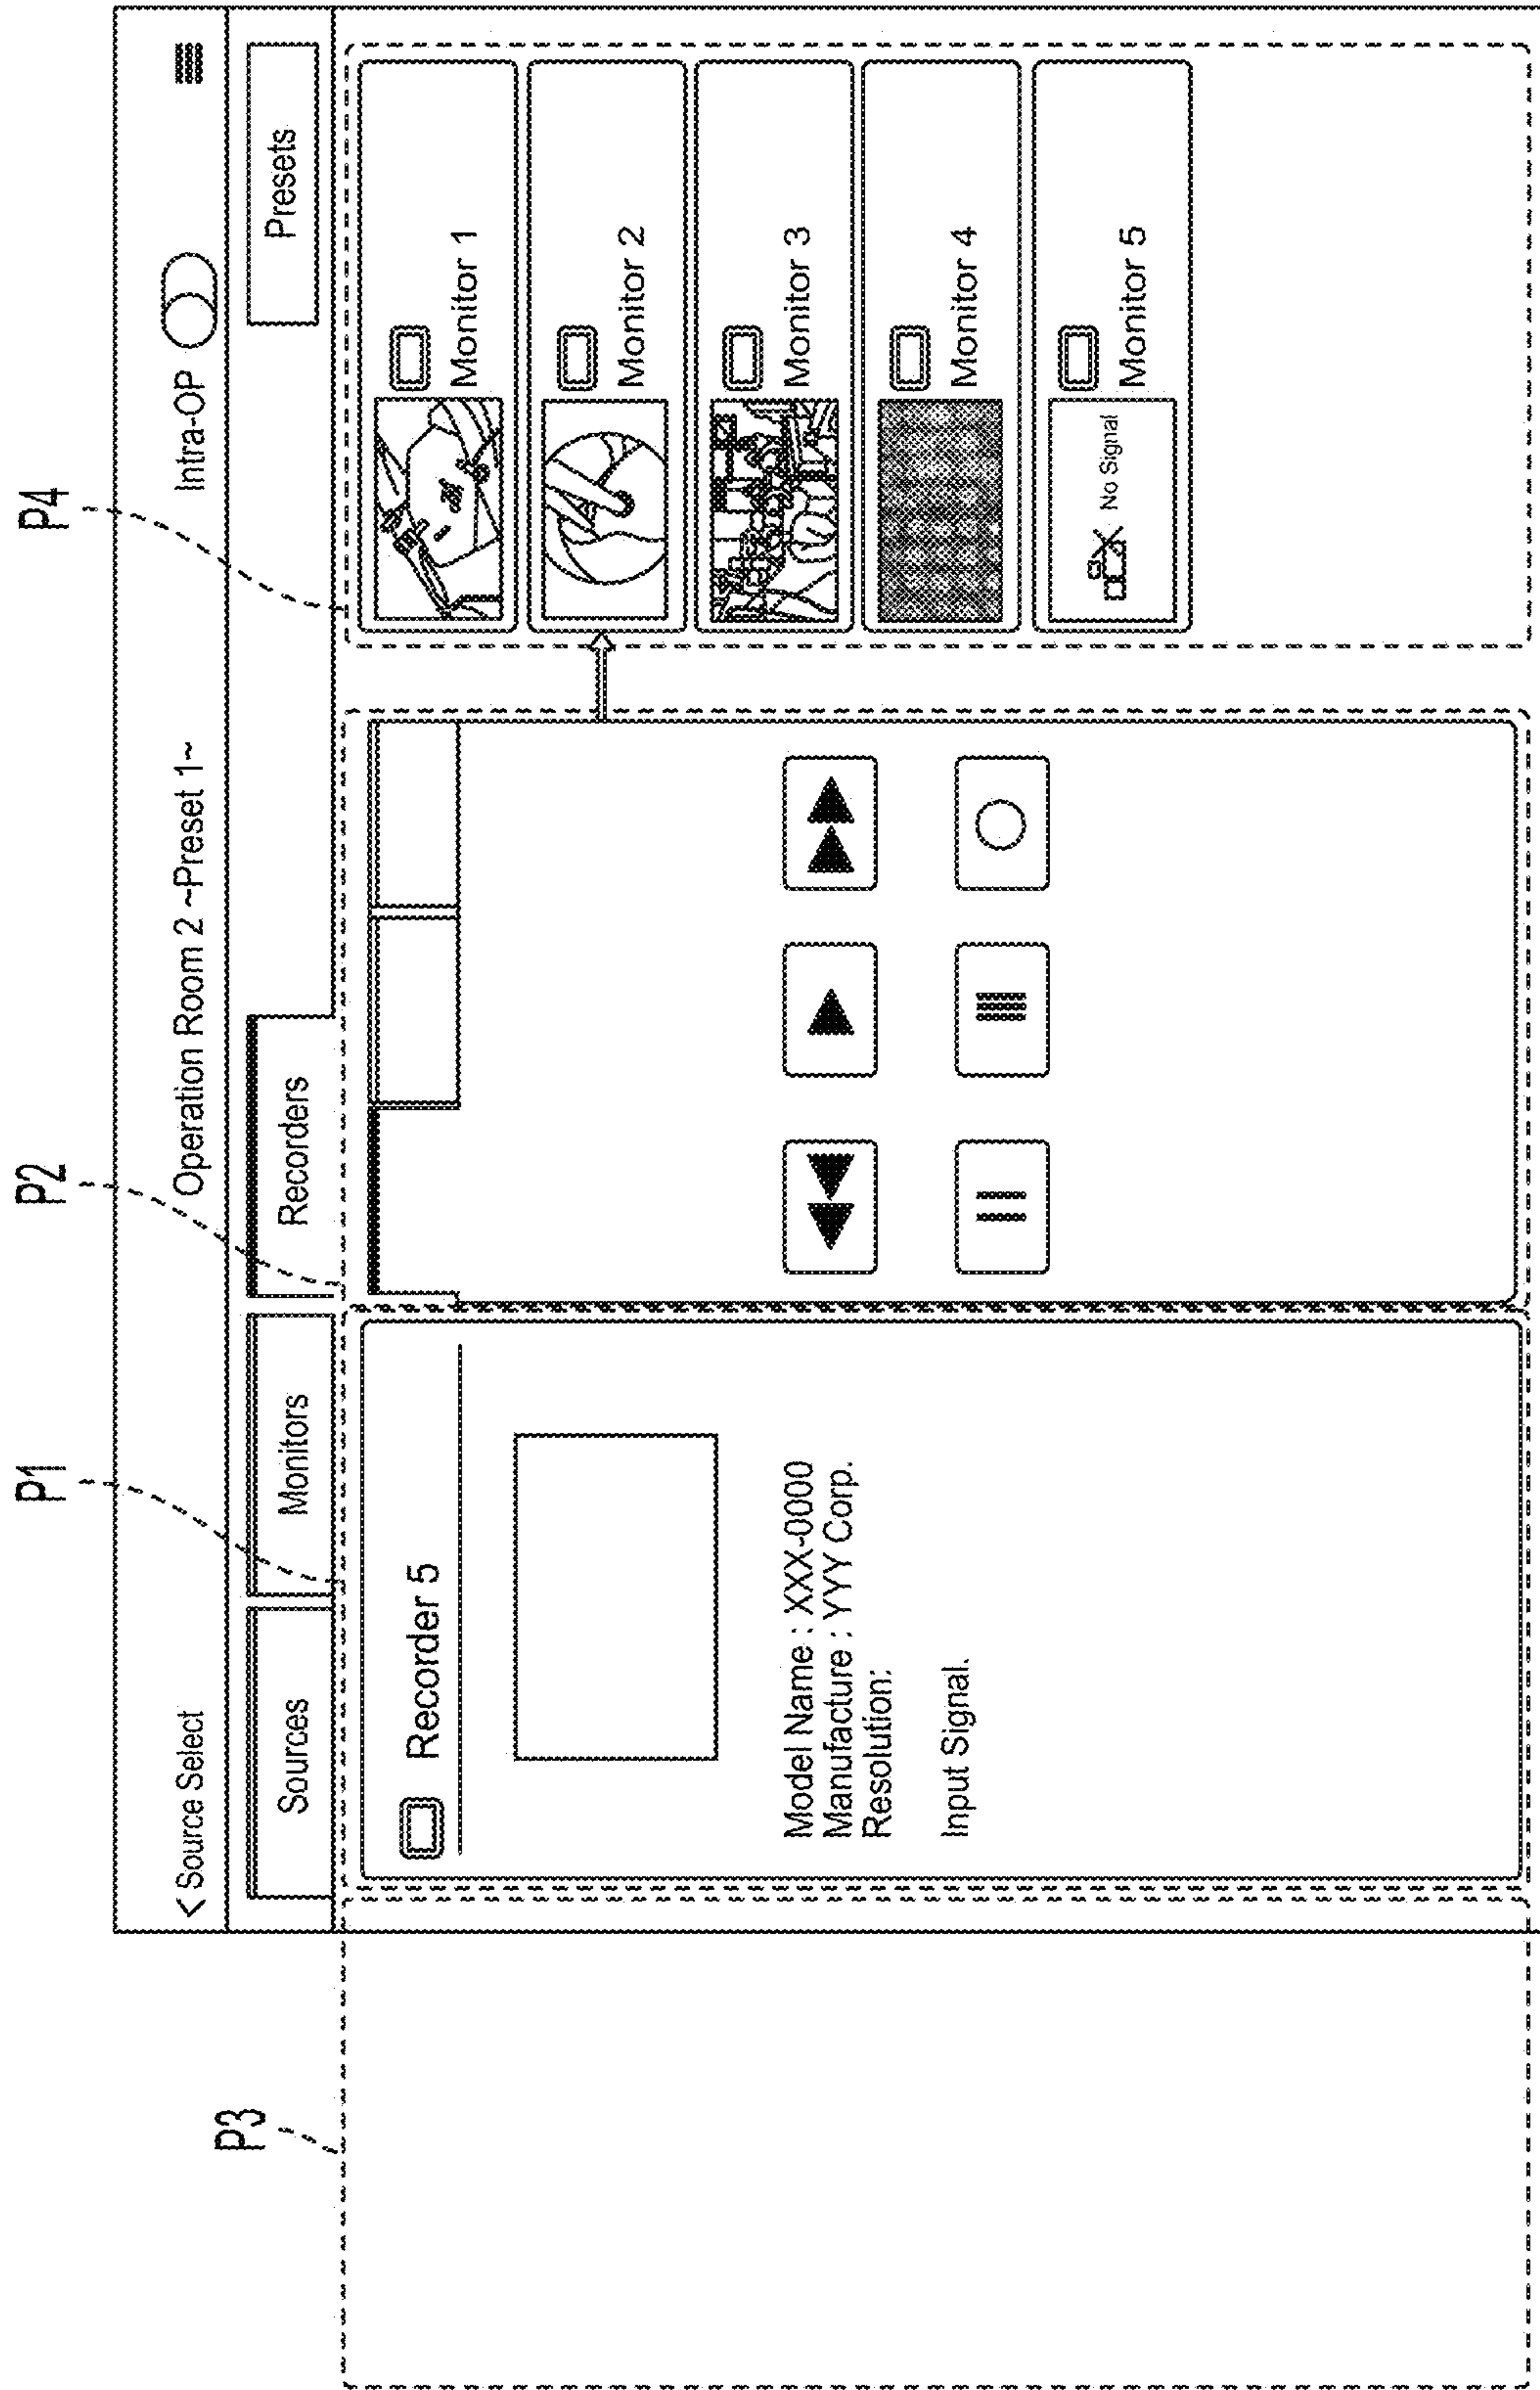 P1
P2
P4
< Source Select
Operation Room 2 ~Preset 1~
Intra-OP
Sources
Monitors
Recorders
Presets
P3
Recorder 5
Model Name : XXX-0000
Manufacture : YYY Corp.
Resolution:
Input Signal.
Monitor 1
Monitor 2
Monitor 3
Monitor 4
No Signal
Monitor 5